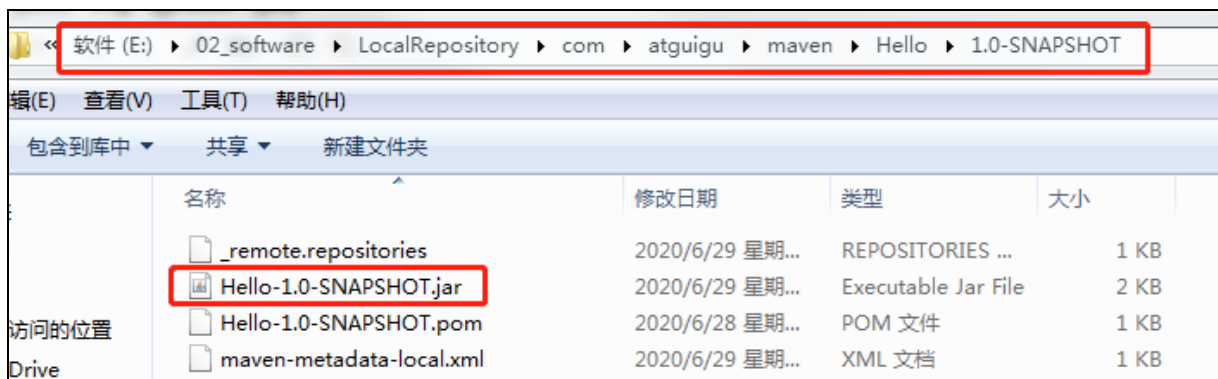 « 软件 (E:) ▸ 02_software ▸ LocalRepository ▸ com ▸ atguigu ▸ maven ▸ Hello ▸ 1.0-SNAPSHOT
辑(E) 查看(V) 工具(T) 帮助(H)
包含到库中 ▼ 共享 ▼ 新建文件夹
名称 修改日期 类型 大小
_remote.repositories 2020/6/29 星期... REPOSITORIES ... 1 KB
Hello-1.0-SNAPSHOT.jar 2020/6/29 星期... Executable Jar File 2 KB
Hello-1.0-SNAPSHOT.pom 2020/6/28 星期... POM 文件 1 KB
访问的位置
maven-metadata-local.xml 2020/6/29 星期... XML 文档 1 KB
Drive